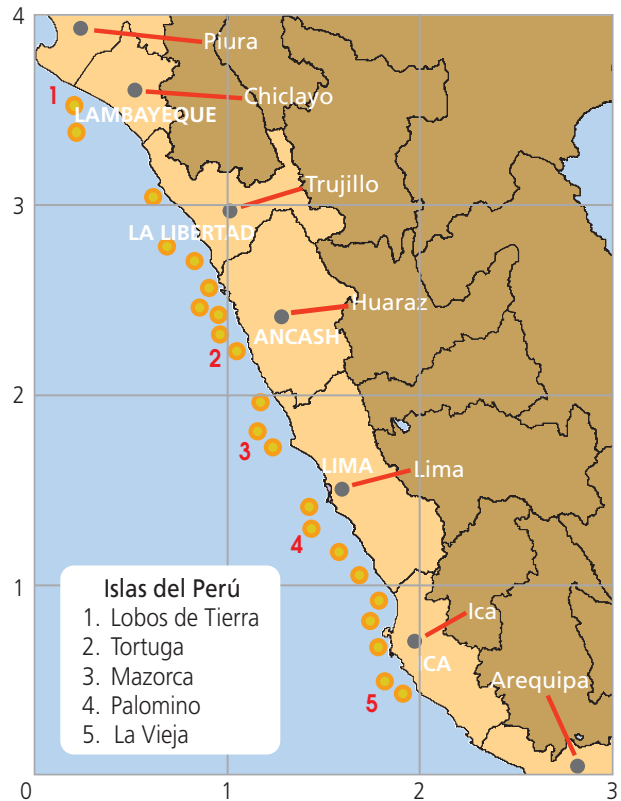 4
Piura
1
Chiclayo
LAMBAYEQUE
Trujillo
3
LA LIBERTAD
Huaraz
ANCASH
2
2
3
LIMA
Lima
4
1
Islas del Perú
1. Lobos de Tierra
2. Tortuga
3. Mazorca
4. Palomino
5. La Vieja
Ica
ICA
Arequipa
5
0
1
2
3